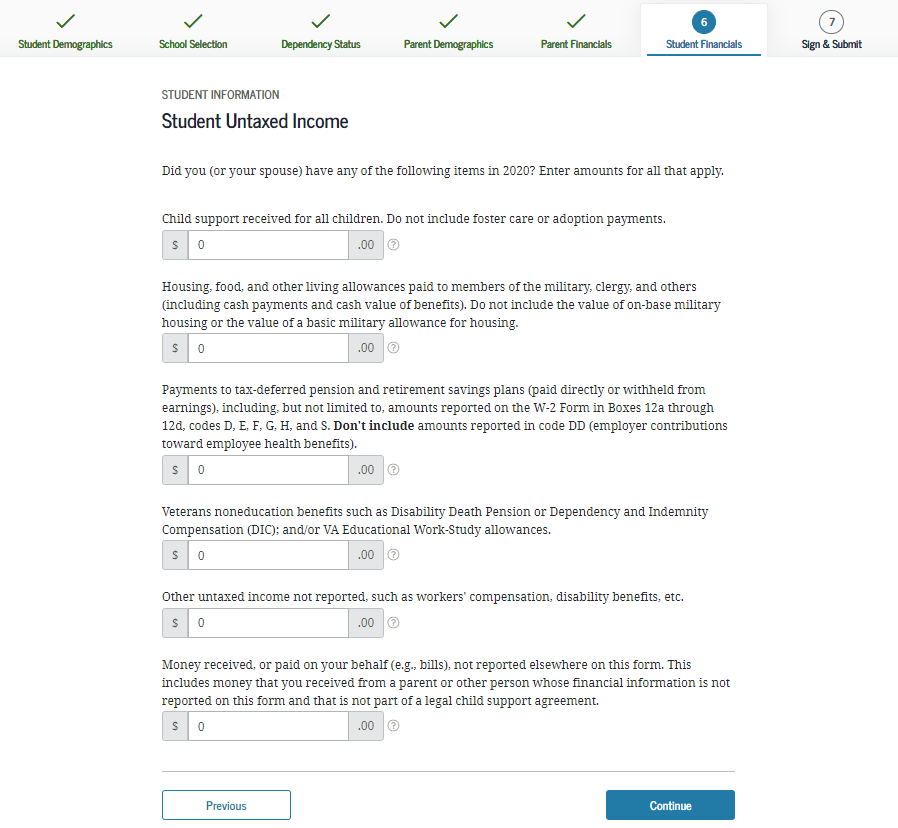 Student Demographics
School Selection
Dependency Status
Parent Demographics
Parent Financials
6
Student Financials
7
Sign & Submit
STUDENT INFORMATION
Student Untaxed Income
Did you (or your spouse) have any of the following items in 2020? Enter amounts for all that apply.
Child support received for all children. Do not include foster care or adoption payments.
$ 0 .00 ?
Housing, food, and other living allowances paid to members of the military, clergy, and others
(including cash payments and cash value of benefits). Do not include the value of on-base military
housing or the value of a basic military allowance for housing.
$ 0 .00 ?
Payments to tax-deferred pension and retirement savings plans (paid directly or withheld from
earnings), including, but not limited to, amounts reported on the W-2 Form in Boxes 12a through
12d, codes D, E, F, G, H, and S. Don't include amounts reported in code DD (employer contributions
toward employee health benefits).
$ 0 .00 ?
Veterans noneducation benefits such as Disability Death Pension or Dependency and Indemnity
Compensation (DIC); and/or VA Educational Work-Study allowances.
$ 0 .00 ?
Other untaxed income not reported, such as workers' compensation, disability benefits, etc.
$ 0 .00 ?
Money received, or paid on your behalf (e.g., bills), not reported elsewhere on this form. This
includes money that you received from a parent or other person whose financial information is not
reported on this form and that is not part of a legal child support agreement.
$ 0 .00 ?
Previous
Continue